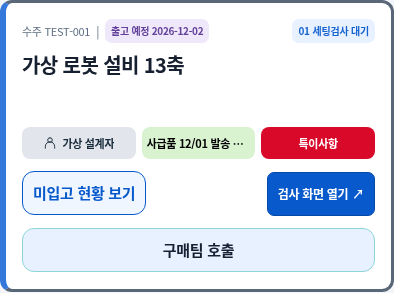 수주 TEST-001 | 출고 예정 2026-12-02 01 세팅검사 대기
가상 로봇 설비 13축
가상 설계자 사급품 12/01 발송 ··· 특이사항
미입고 현황 보기 검사 화면 열기 ↗
구매팀 호출